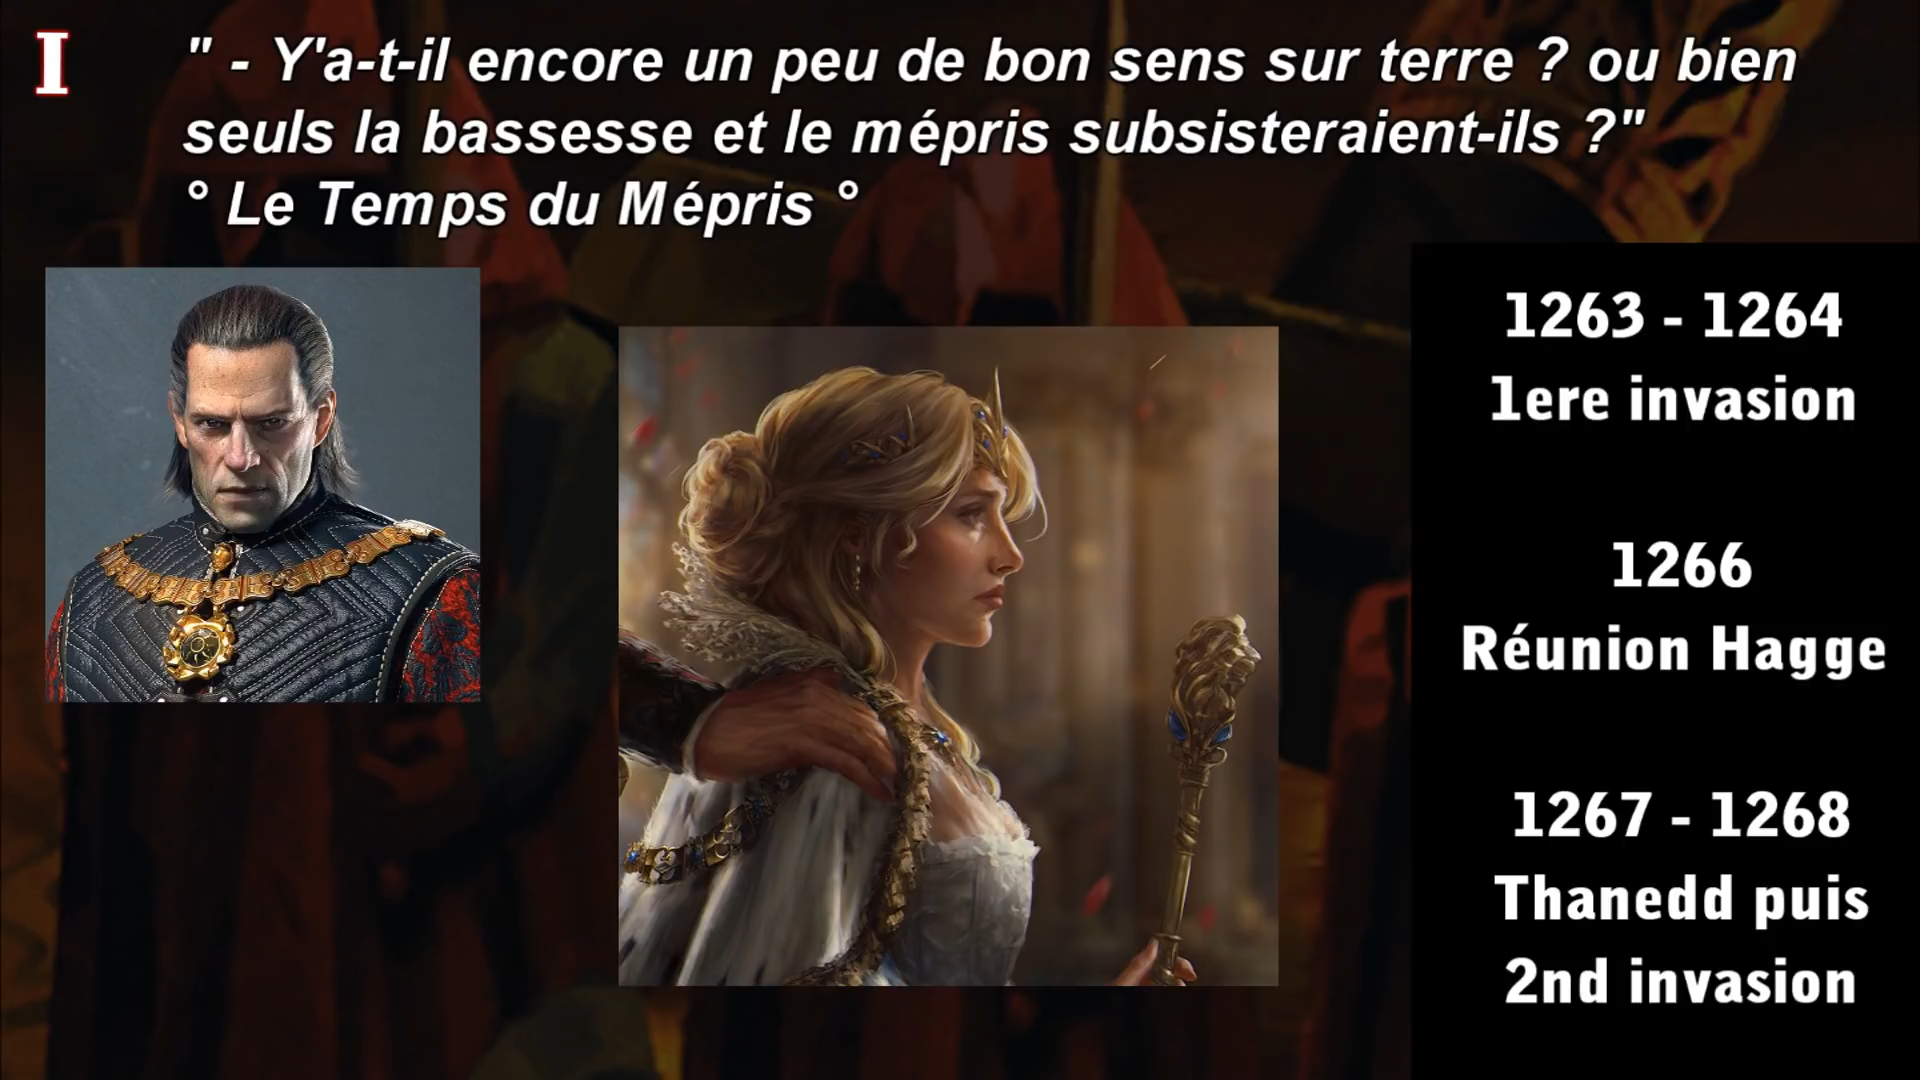 I
" - Y'a-t-il encore un peu de bon sens sur terre ? ou bien
seuls la bassesse et le mépris subsisteraient-ils ?"
° Le Temps du Mépris °
1263 - 1264
1ere invasion
1266
Réunion Hagge
1267 - 1268
Thanedd puis
2nd invasion